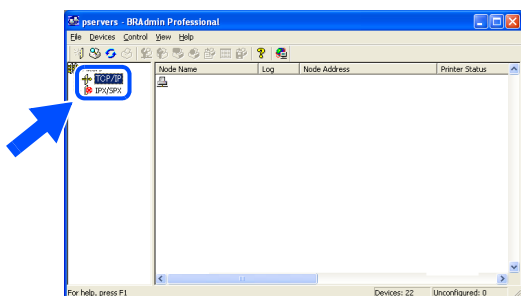 pservers - BRAdmin Professional
File Devices Control View Help
Node Name Log Node Address Printer Status
TCP/IP
IPX/SPX
For help, press F1 Devices: 22 Unconfigured: 0